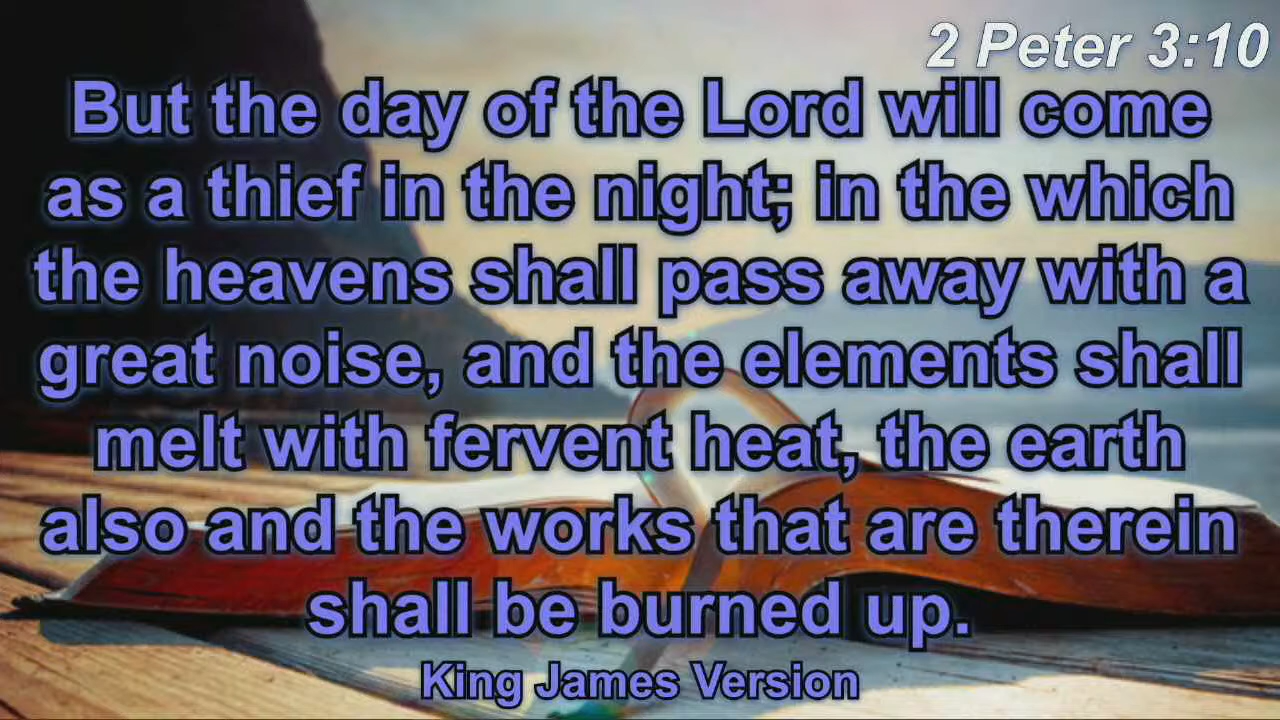 2 Peter 3:10
But the day of the Lord will come
as a thief in the night; in the which
the heavens shall pass away with a
great noise, and the elements shall
melt with fervent heat, the earth
also and the works that are therein
shall be burned up.
King James Version